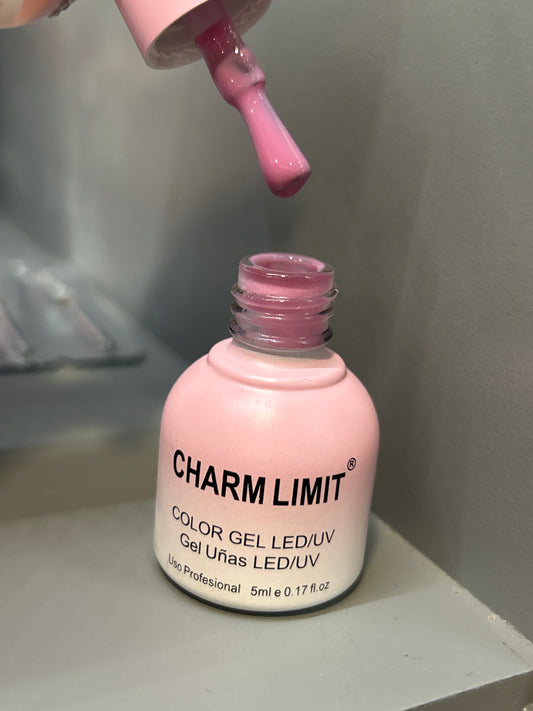 CHARM LIMIT®
COLOR GEL LED/UV
Gel Uñas LED/UV
Uso Profesional 5ml e 0.17 fl.oz